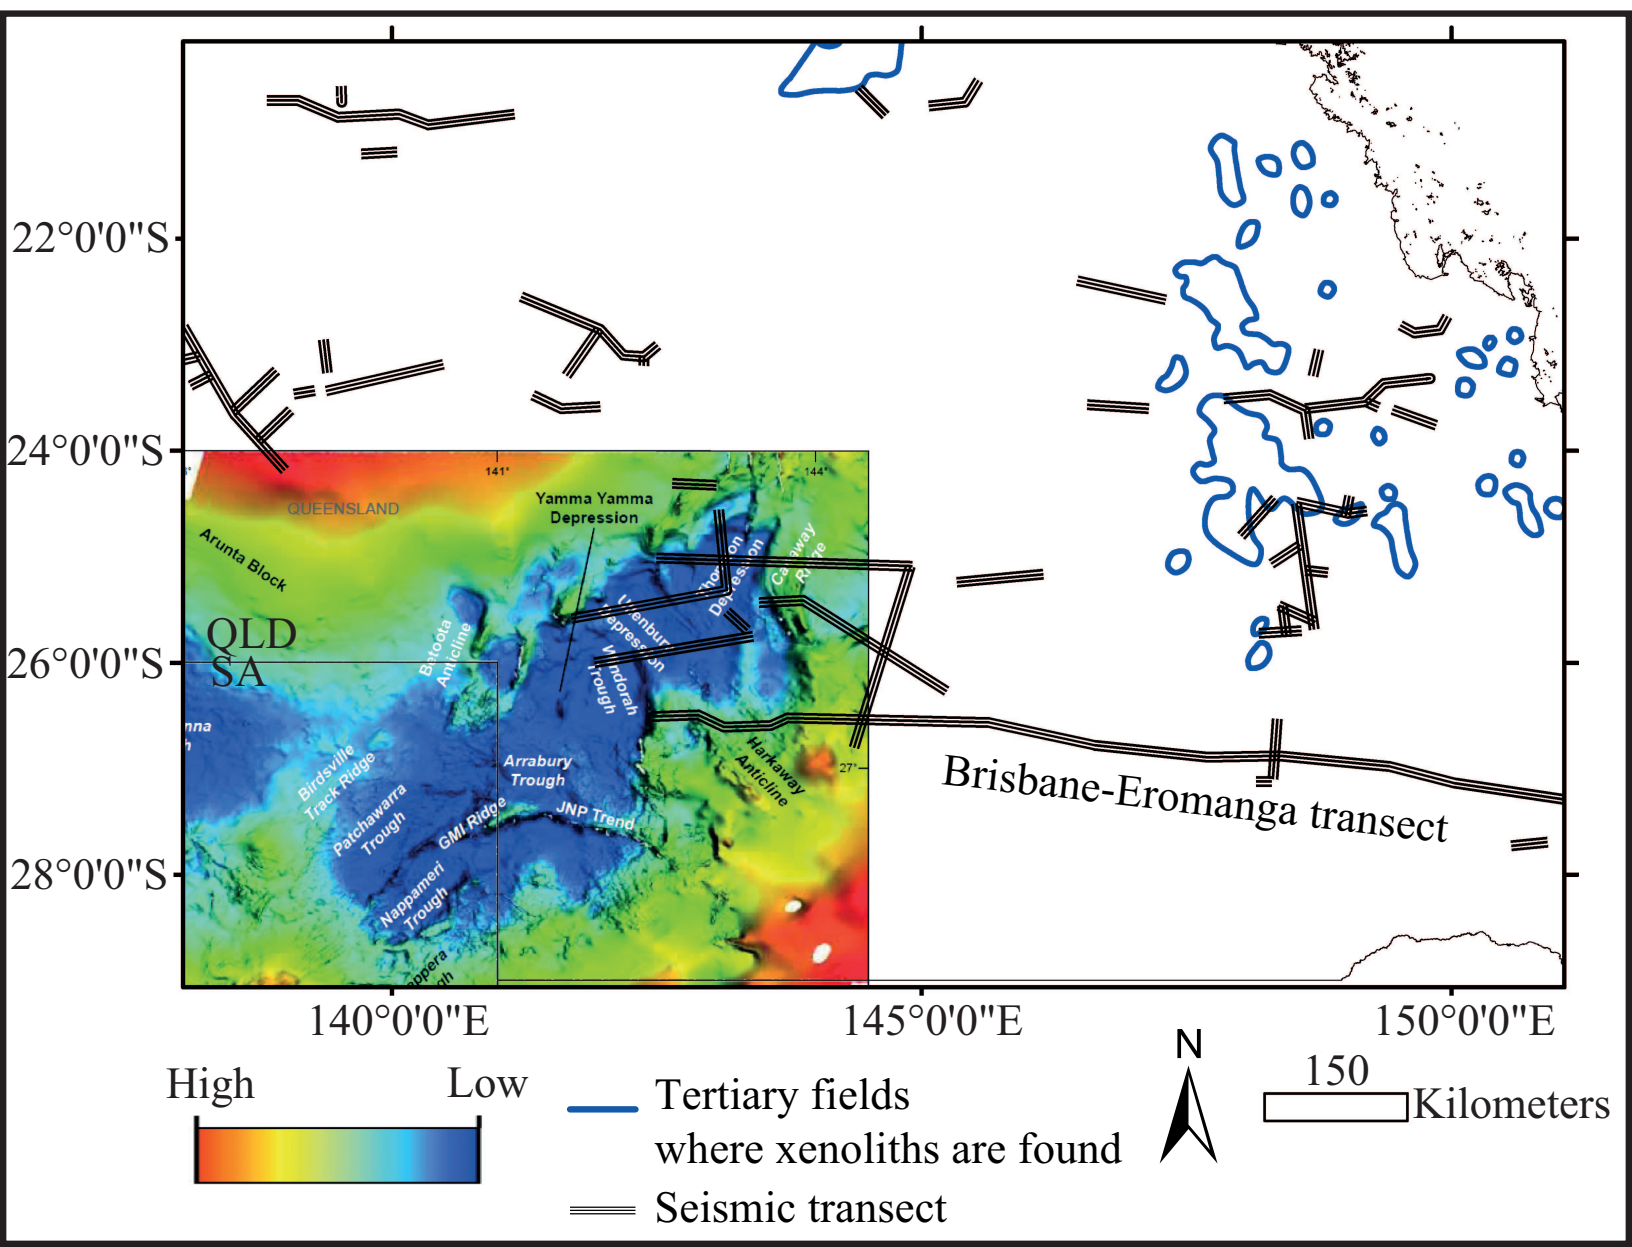 22°0'0"S
24°0'0"S
26°0'0"S
28°0'0"S
141°
144°
QUEENSLAND
Yamma Yamma
Depression
Arunta Block
Depression
QLD
SA
Betoota
Anticline
Depression
Windorah
Trough
Birdsville
Track Ridge
Arrabury
Trough
Harkaway
Anticline
27°
Patchawarra
Trough
GMI Ridge
JNP Trend
Nappameri
Trough
Brisbane-Eromanga transect
140°0'0"E
145°0'0"E
150°0'0"E
High
Low
Tertiary fields
where xenoliths are found
Seismic transect
N
150
Kilometers